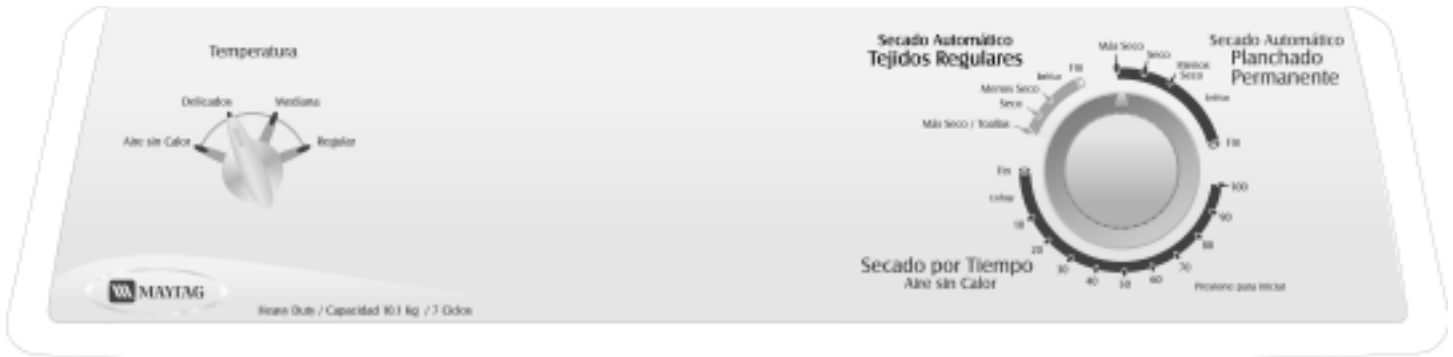 Temperatura
Delicados
Mediana
Aire sin Calor
Regular
MAYTAG
Heavy Duty / Capacidad 10.1 Kg / 7 Ciclos
Secado Automático
Tejidos Regulares
Fin
Enfriar
Menos Seco
Seco
Más Seco / Toallas
Secado Automático
Planchado
Permanente
Más Seco
Seco
Menos
Seco
Enfriar
Fin
Fin
Enfriar
10
20
30
40
50
60
70
80
90
100
Secado por Tiempo
Aire sin Calor
Presione para Iniciar